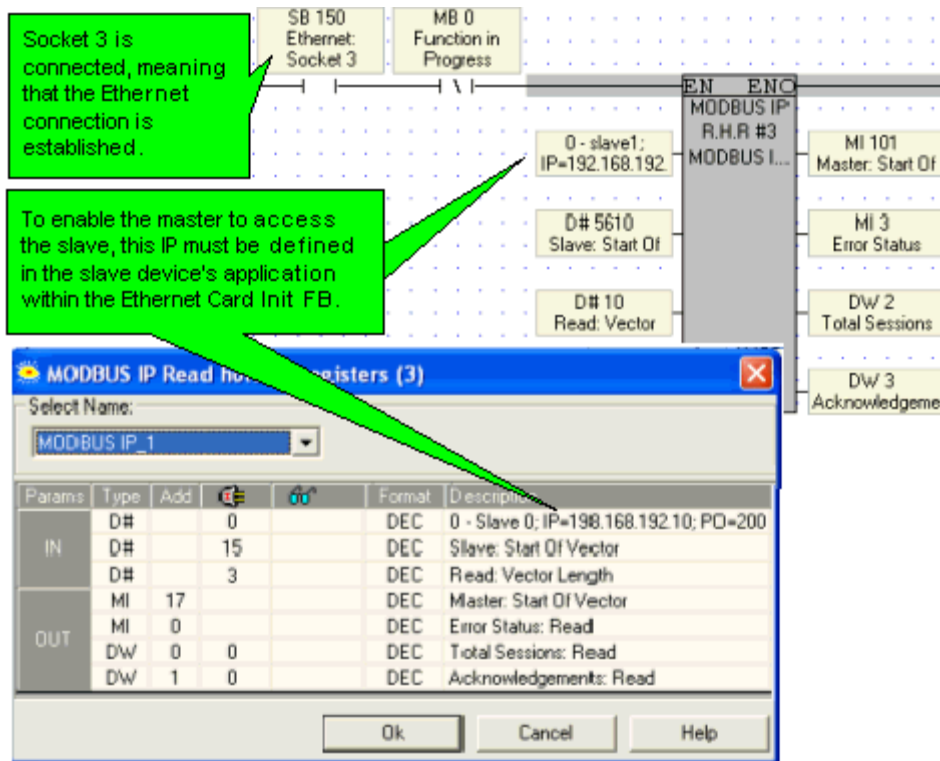 Socket 3 is
connected, meaning
that the Ethernet
connection is
established.
SB 150
Ethernet:
Socket 3
MB 0
Function in
Progress
EN ENO
MODBUS IP
R.H.R #3
MODBUS I...
0 - slave1;
IP=192.168.192.
MI 101
Master: Start Of
D# 5610
Slave: Start Of
MI 3
Error Status
D# 10
Read: Vector
DW 2
Total Sessions
DW 3
Acknowledgeme
To enable the master to access
the slave, this IP must be defined
in the slave device's application
within the Ethernet Card Init FB.
MODBUS IP Read egisters (3)
Select Name:
MODBUS IP_1
Params Type Add Format Descriptio
IN
D# 0 DEC 0 - Slave 0; IP=198.168.192.10; PO=200
D# 15 DEC Slave: Start Of Vector
D# 3 DEC Read: Vector Length
OUT
MI 17 DEC Master: Start Of Vector
MI 0 DEC Error Status: Read
DW 0 0 DEC Total Sessions: Read
DW 1 0 DEC Acknowledgements: Read
Ok Cancel Help